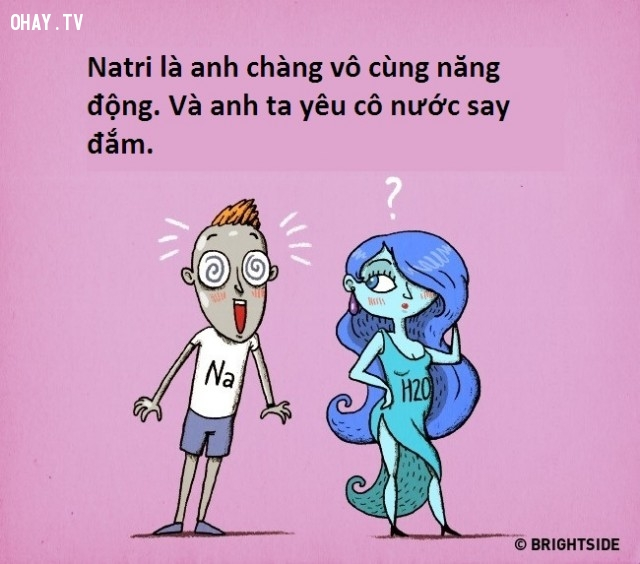 OHAY.TV
Natri là anh chàng vô cùng năng
động. Và anh ta yêu cô nước say
đắm.
?
Na
H2O
© BRIGHTSIDE